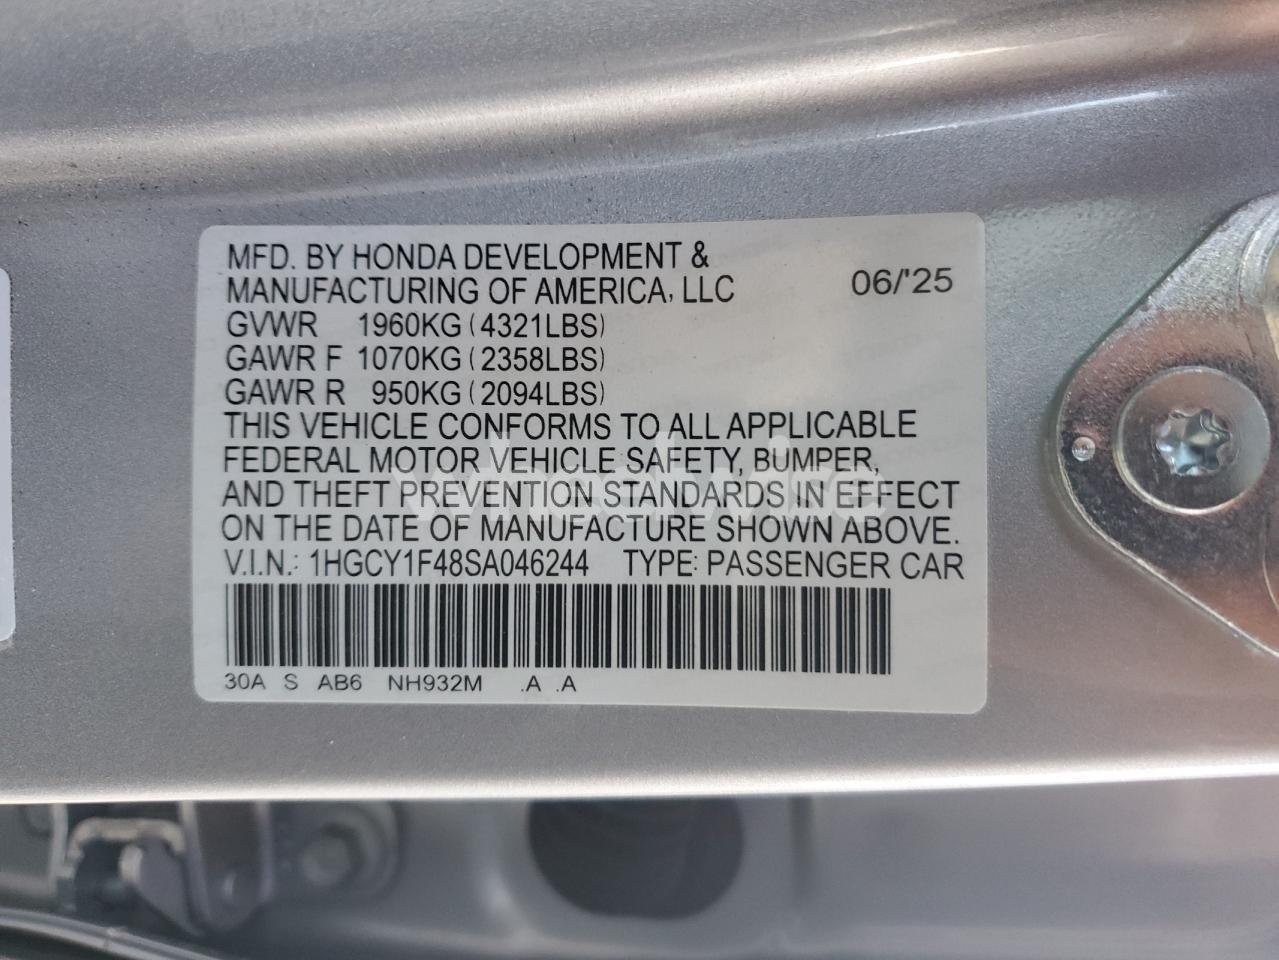 MFD. BY HONDA DEVELOPMENT &
MANUFACTURING OF AMERICA, LLC 06/'25
GVWR 1960KG (4321LBS)
GAWR F 1070KG (2358LBS)
GAWR R 950KG (2094LBS)
THIS VEHICLE CONFORMS TO ALL APPLICABLE
FEDERAL MOTOR VEHICLE SAFETY, BUMPER,
AND THEFT PREVENTION STANDARDS IN EFFECT
ON THE DATE OF MANUFACTURE SHOWN ABOVE.
V.I.N.: 1HGCY1F48SA046244 TYPE: PASSENGER CAR
30A S AB6 NH932M .A .A